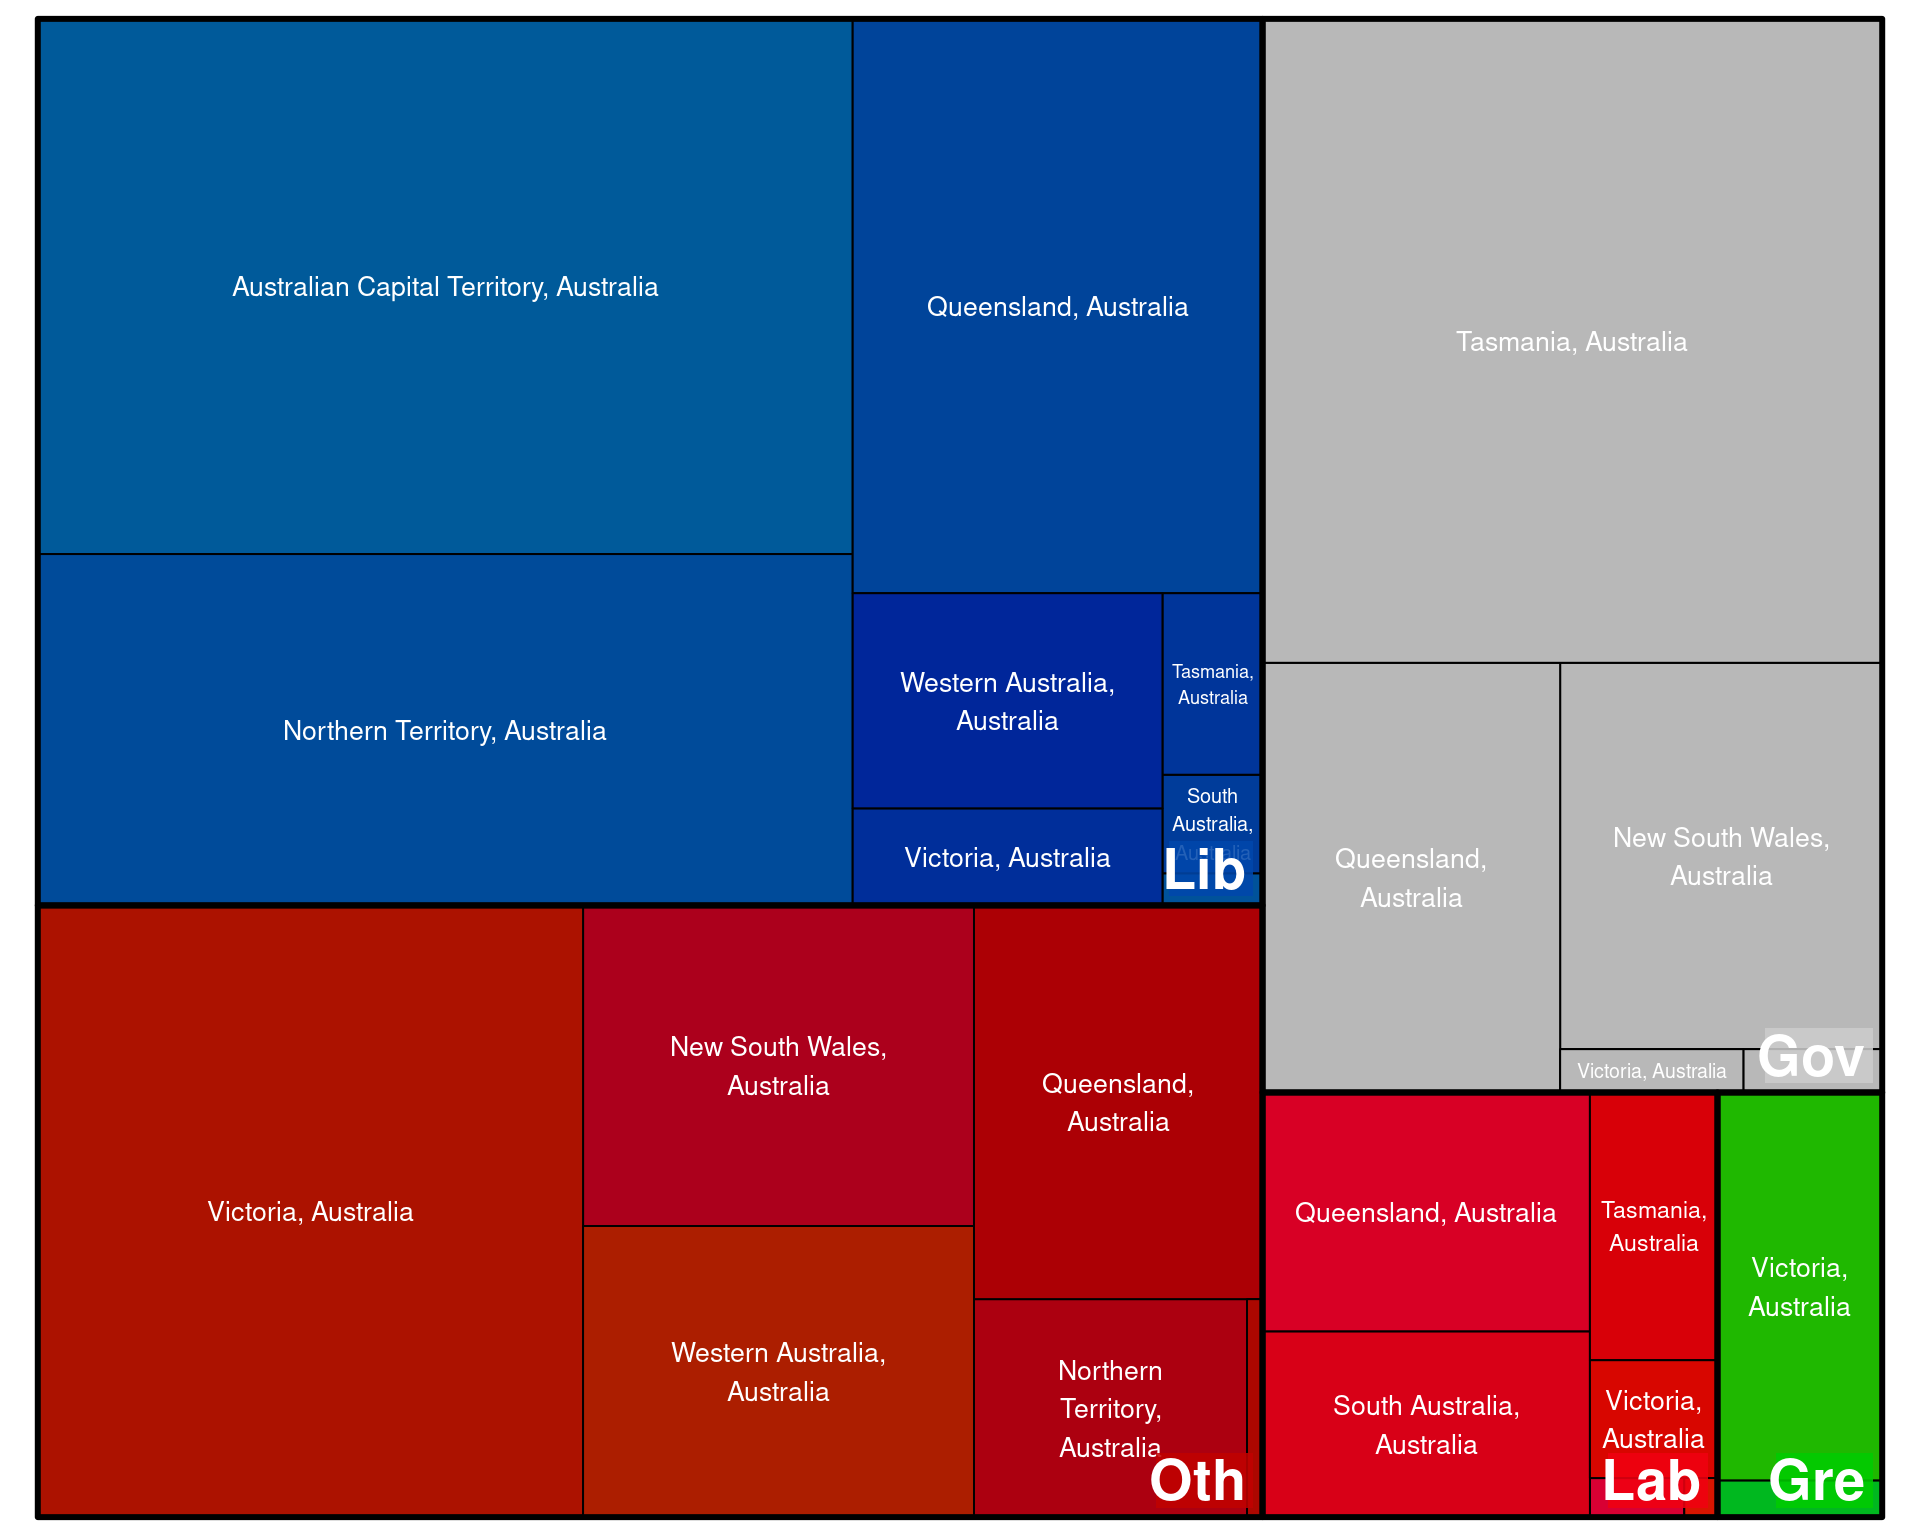 Australian Capital Territory, Australia
Northern Territory, Australia
Queensland, Australia
Western Australia,
Australia
Victoria, Australia
Tasmania,
Australia
South
Australia,
Australia
Lib
Tasmania, Australia
Queensland,
Australia
New South Wales,
Australia
Victoria, Australia
Gov
Victoria, Australia
New South Wales,
Australia
Western Australia,
Australia
Queensland,
Australia
Northern
Territory,
Australia
Oth
Queensland, Australia
South Australia,
Australia
Tasmania,
Australia
Victoria,
Australia
Lab
Victoria,
Australia
Gre